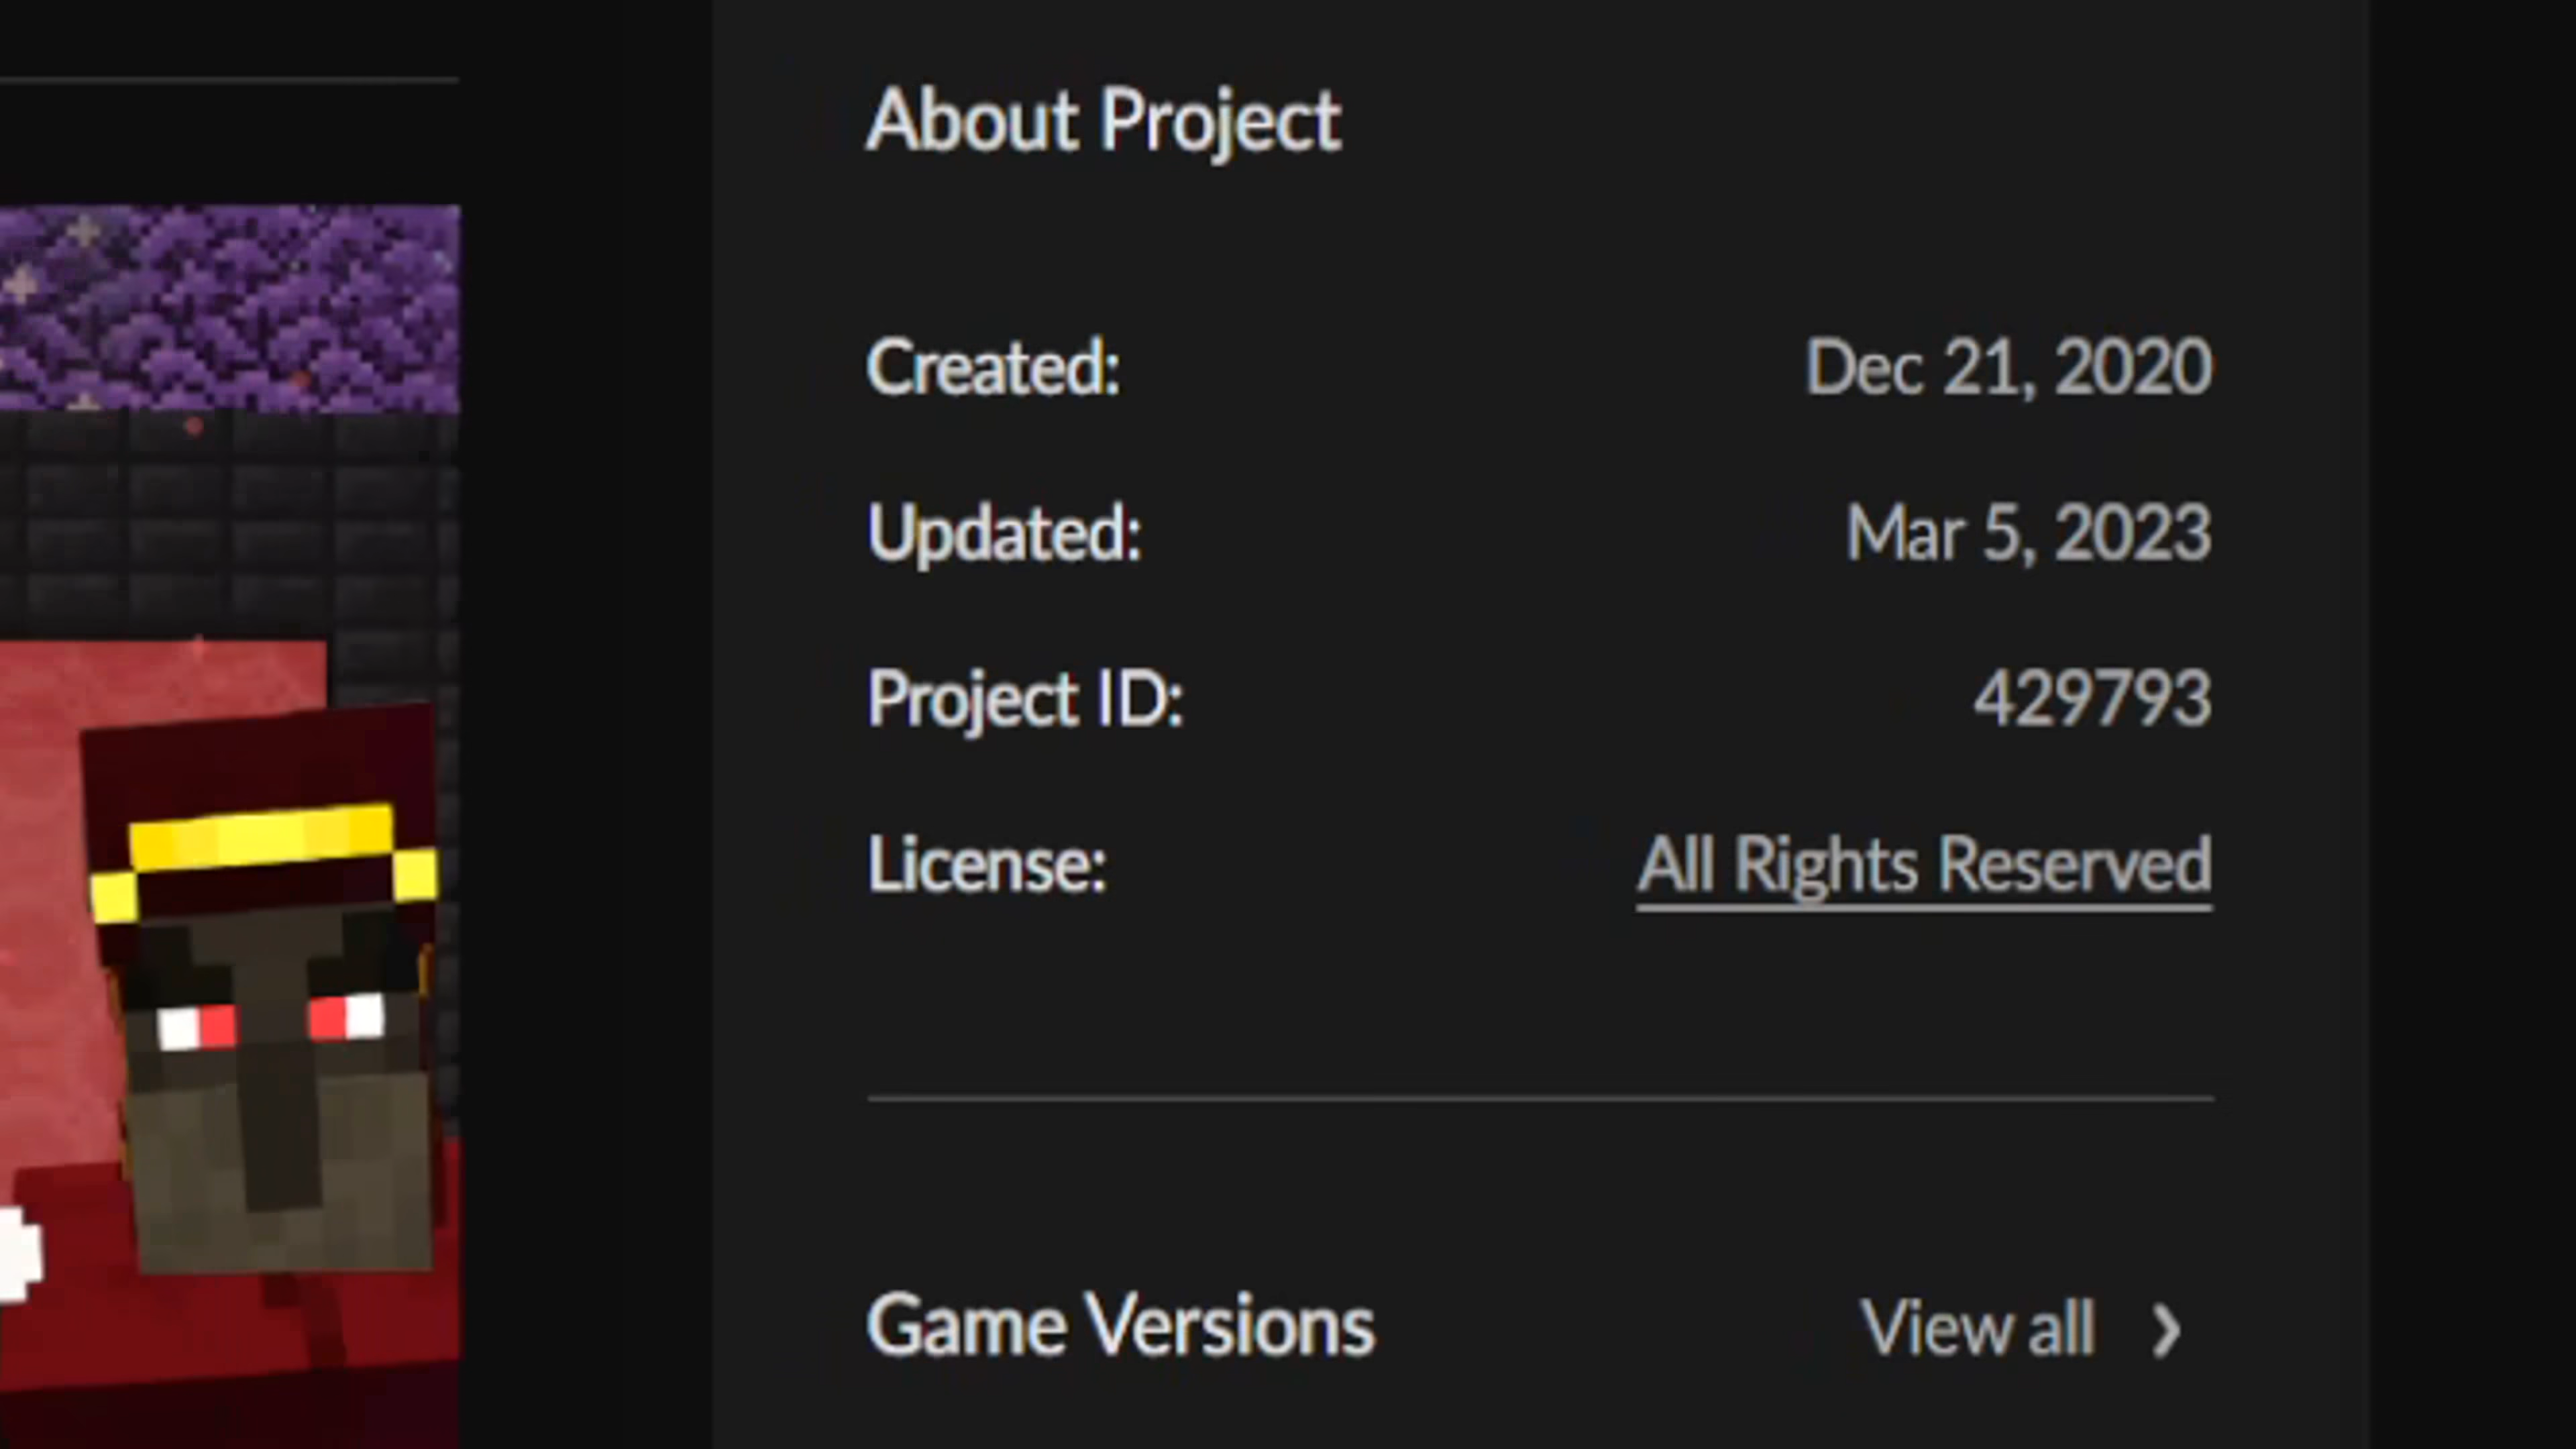 About Project
Created: Dec 21, 2020
Updated: Mar 5, 2023
Project ID: 429793
License: All Rights Reserved
Game Versions View all